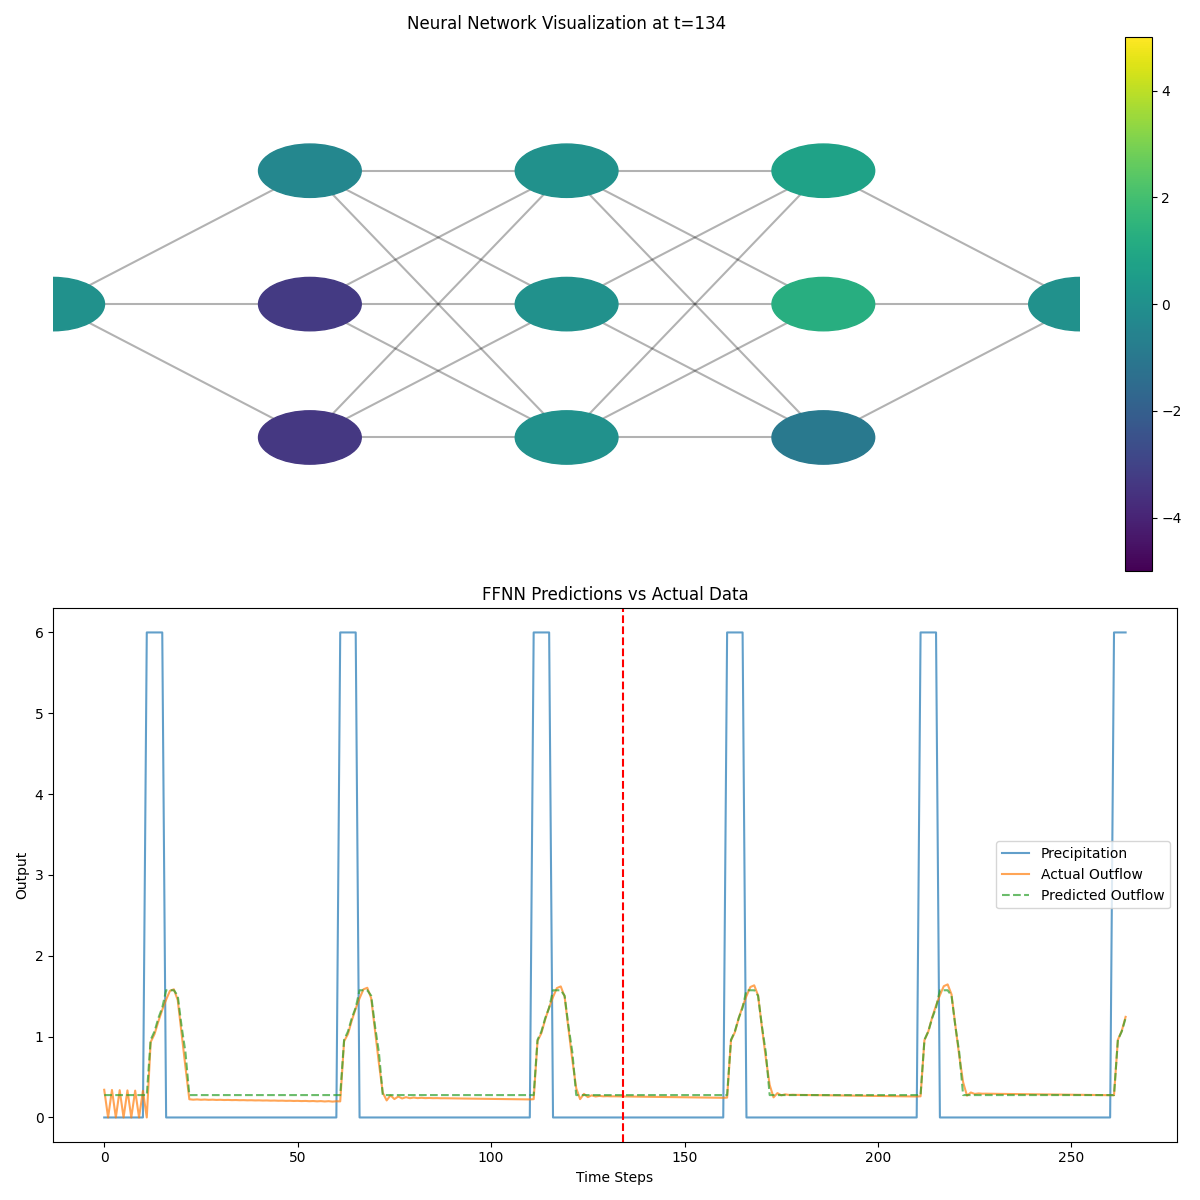 Neural Network Visualization at t=134
4
2
0
−2
−4
FFNN Predictions vs Actual Data
6
5
4
3
2
1
0
Output
Precipitation
Actual Outflow
Predicted Outflow
0 50 100 150 200 250
Time Steps